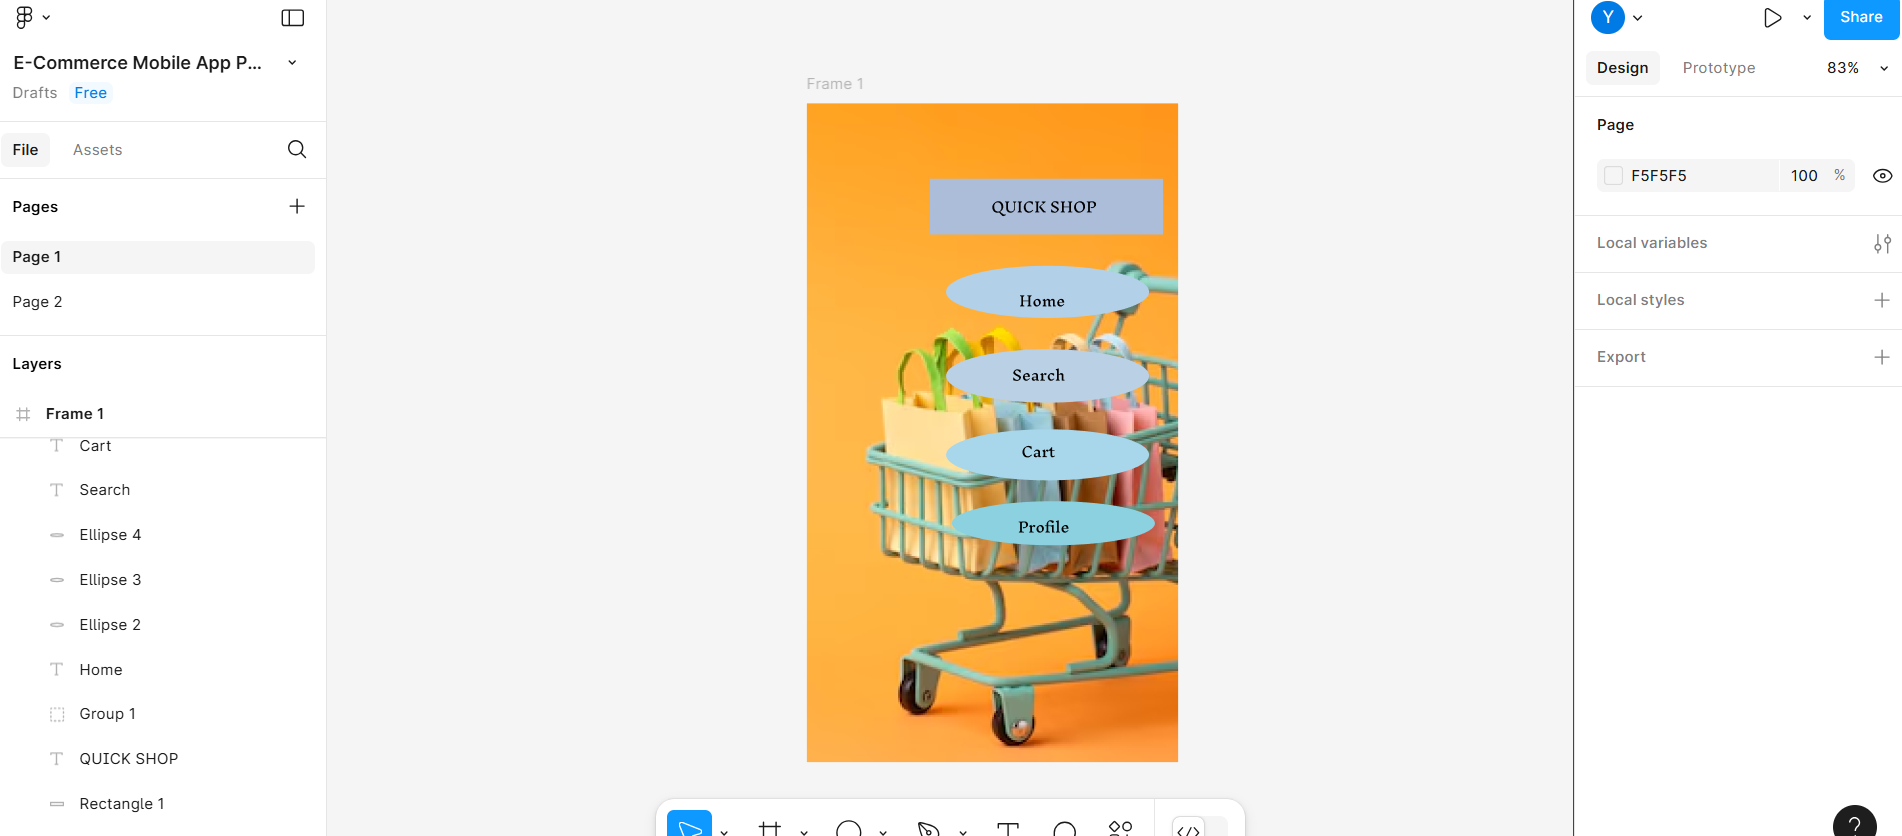 E-Commerce Mobile App P...
Drafts Free
File Assets
Pages
Page 1
Page 2
Layers
Frame 1
Cart
Search
Ellipse 4
Ellipse 3
Ellipse 2
Home
Group 1
QUICK SHOP
Rectangle 1
Frame 1
QUICK SHOP
Home
Search
Cart
Profile
Y
Share
Design Prototype 83%
Page
F5F5F5 100 %
Local variables
Local styles
Export
?